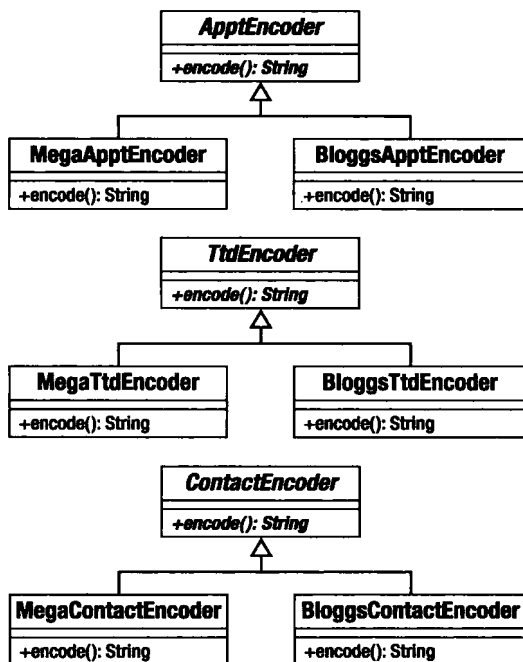 ApptEncoder
+encode(): String
MegaApptEncoder
BloggsApptEncoder
+encode(): String
+encode(): String
TtdEncoder
+encode(): String
MegaTtdEncoder
BloggsTtdEncoder
+encode(): String
+encode(): String
ContactEncoder
+encode(): String
MegaContactEncoder
BloggsContactEncoder
+encode(): String
+encode(): String